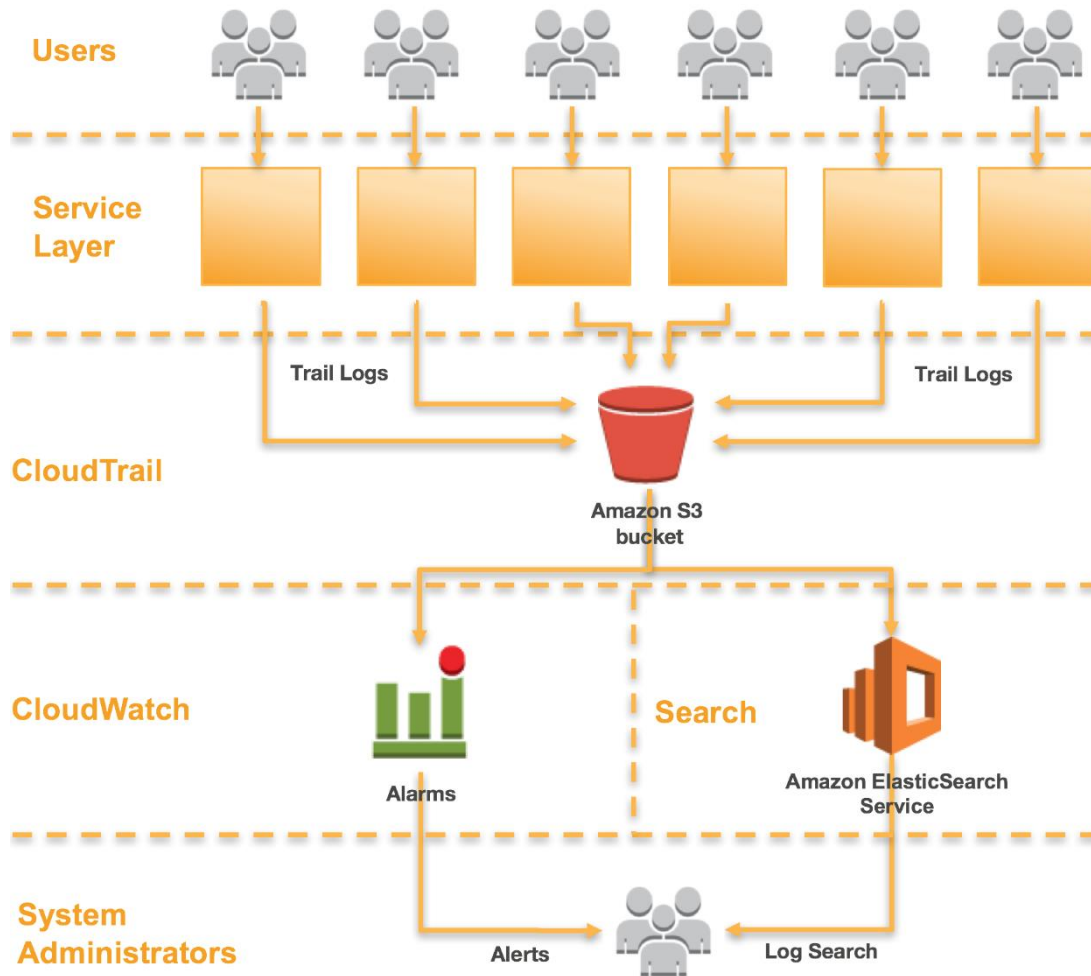 Users
Service
Layer
Trail Logs
Trail Logs
CloudTrail
Amazon S3
bucket
CloudWatch
Search
Alarms
Amazon ElasticSearch
Service
System
Administrators
Alerts
Log Search